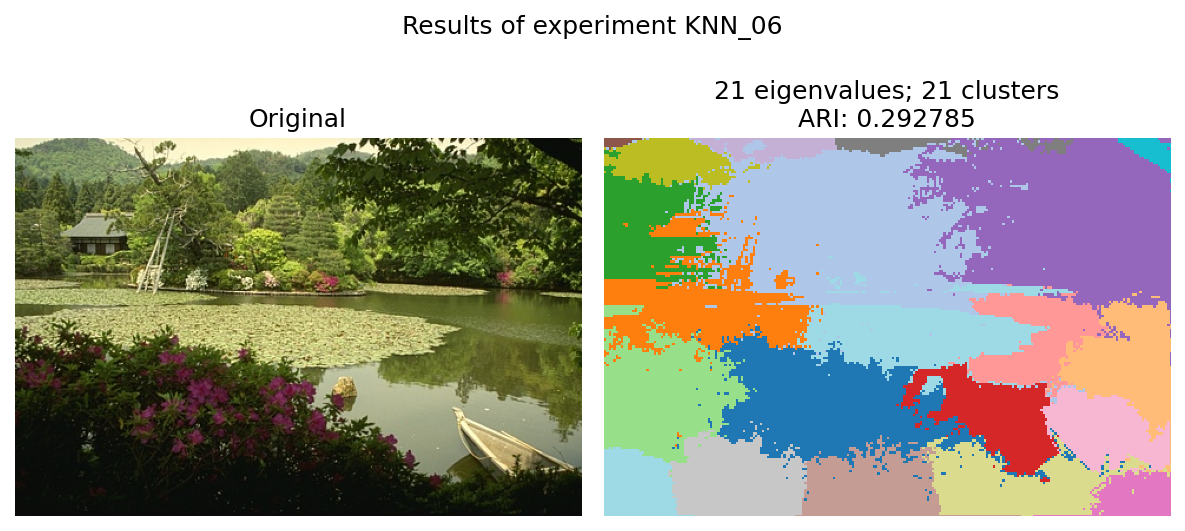 Results of experiment KNN_06
Original
21 eigenvalues; 21 clusters
ARI: 0.292785